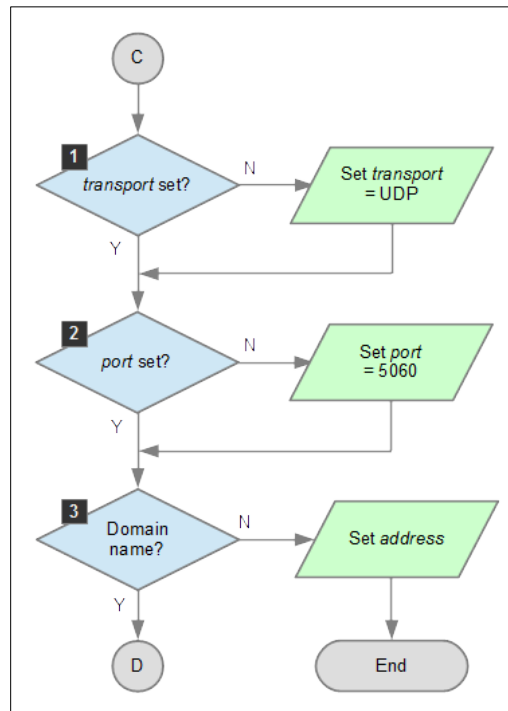 C
1
transport set?
N
Set transport
= UDP
Y
2
port set?
N
Set port
= 5060
Y
3
Domain
name?
N
Set address
Y
D
End